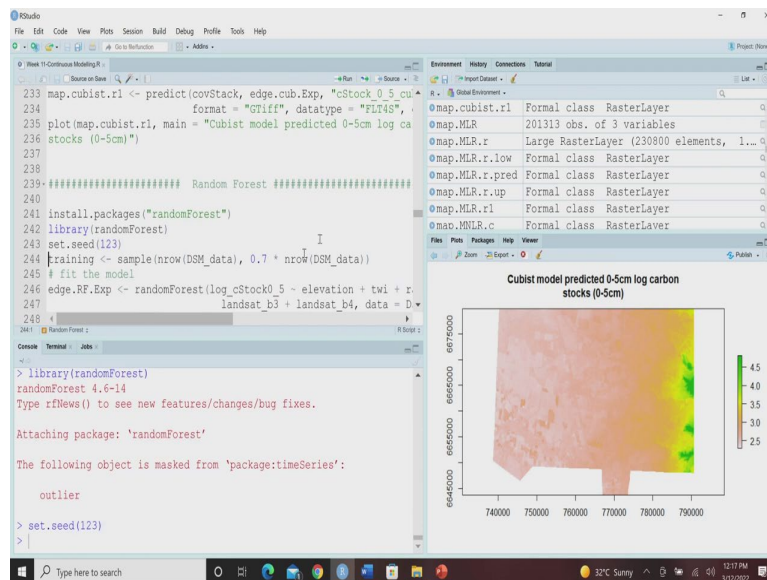 RStudio
File Edit Code View Plots Session Build Debug Profile Tools Help
Go to file/function
Addins
Project: (None
Week 11-Continuous Modeling.R
Source on Save
Run
Source
233 map.cubist.r1 <- predict(covStack, edge.cub.Exp, "cStock_0_5_cu
234 format = "GTiff", datatype = "FLT4S",
235 plot(map.cubist.r1, main = "Cubist model predicted 0-5cm log ca
236 stocks (0-5cm)")
237
238
239 ###################### Random Forest #######################
240
241 install.packages("randomForest")
242 library(randomForest)
243 set.seed(123)
244 training <- sample(nrow(DSM_data), 0.7 * nrow(DSM_data))
245 # fit the model
246 edge.RF.Exp <- randomForest(log_cStock0_5 ~ elevation + twi + r
247 landsat_b3 + landsat_b4, data = D
248
244:1 Random Forest
R Script
Console Terminal Jobs
> library(randomForest)
randomForest 4.6-14
Type rfNews() to see new features/changes/bug fixes.
Attaching package: 'randomForest'
The following object is masked from 'package:timeSeries':
outlier
> set.seed(123)
>
Environment History Connections Tutorial
Import Dataset
List
R Global Environment
map.cubist.r1 Formal class RasterLayer
map.MLR 201313 obs. of 3 variables
map.MLR.r Large RasterLayer (230800 elements, 1....
map.MLR.r.low Formal class RasterLayer
map.MLR.r.pred Formal class RasterLayer
map.MLR.r.up Formal class RasterLayer
map.MLR.r1 Formal class RasterLayer
map.MNLR.c Formal class RasterLayer
Files Plots Packages Help Viewer
Zoom Export
Publish
Cubist model predicted 0-5cm log carbon
stocks (0-5cm)
6675000
6665000
6655000
6645000
4.5
4.0
3.5
3.0
2.5
740000 750000 760000 770000 780000 790000
Type here to search
32°C Sunny
12:17 PM
3/12/2022